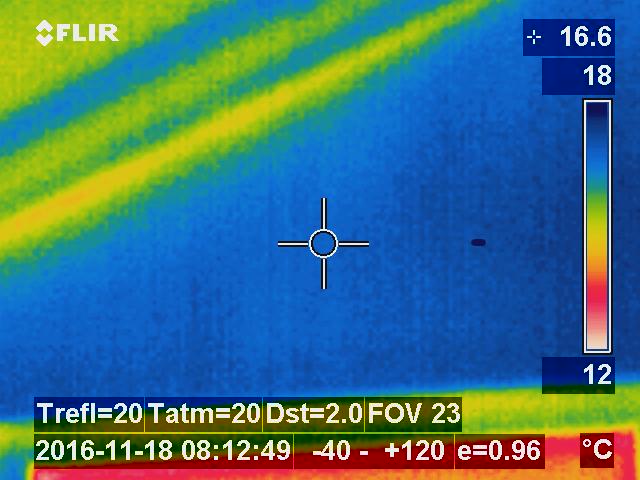 FLIR
16.6
18
12
Trefl=20 Tatm=20 Dst=2.0 FOV 23
2016-11-18 08:12:49 -40 - +120 e=0.96 °C